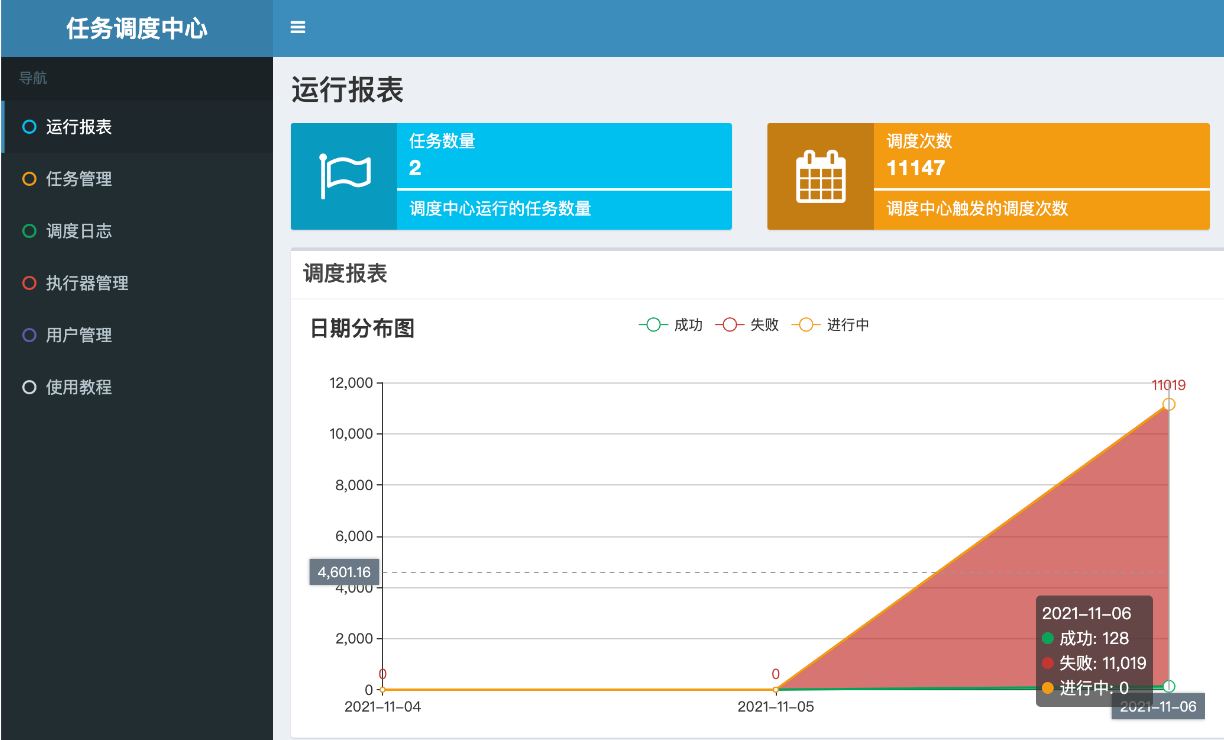 任务调度中心
导航
运行报表
任务管理
调度日志
执行器管理
用户管理
使用教程
运行报表
任务数量
2
调度中心运行的任务数量
调度次数
11147
调度中心触发的调度次数
调度报表
日期分布图
成功 失败 进行中
12,000
11019
10,000
8,000
6,000
4,601.16
4,000
2,000
0
0
0
2021-11-04
2021-11-05
2021-11-06
成功: 128
失败: 11,019
进行中: 0
2021-11-06